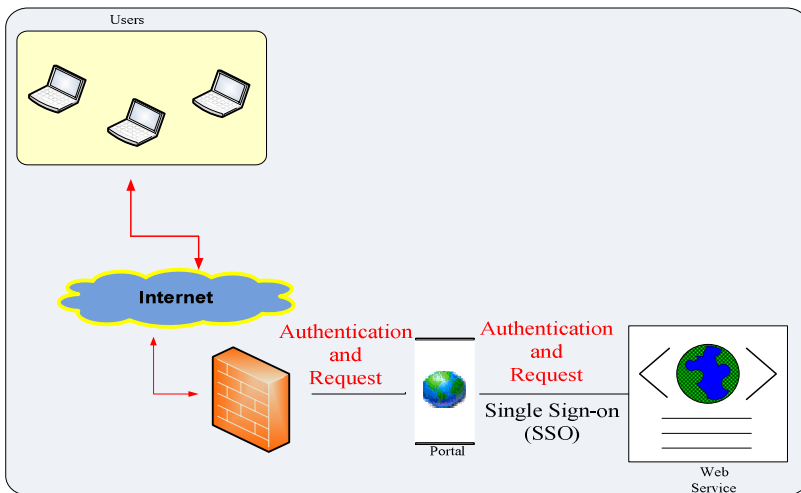 Users
Internet
Authentication
and
Request
Authentication
and
Request
Single Sign-on
(SSO)
Portal
Web
Service